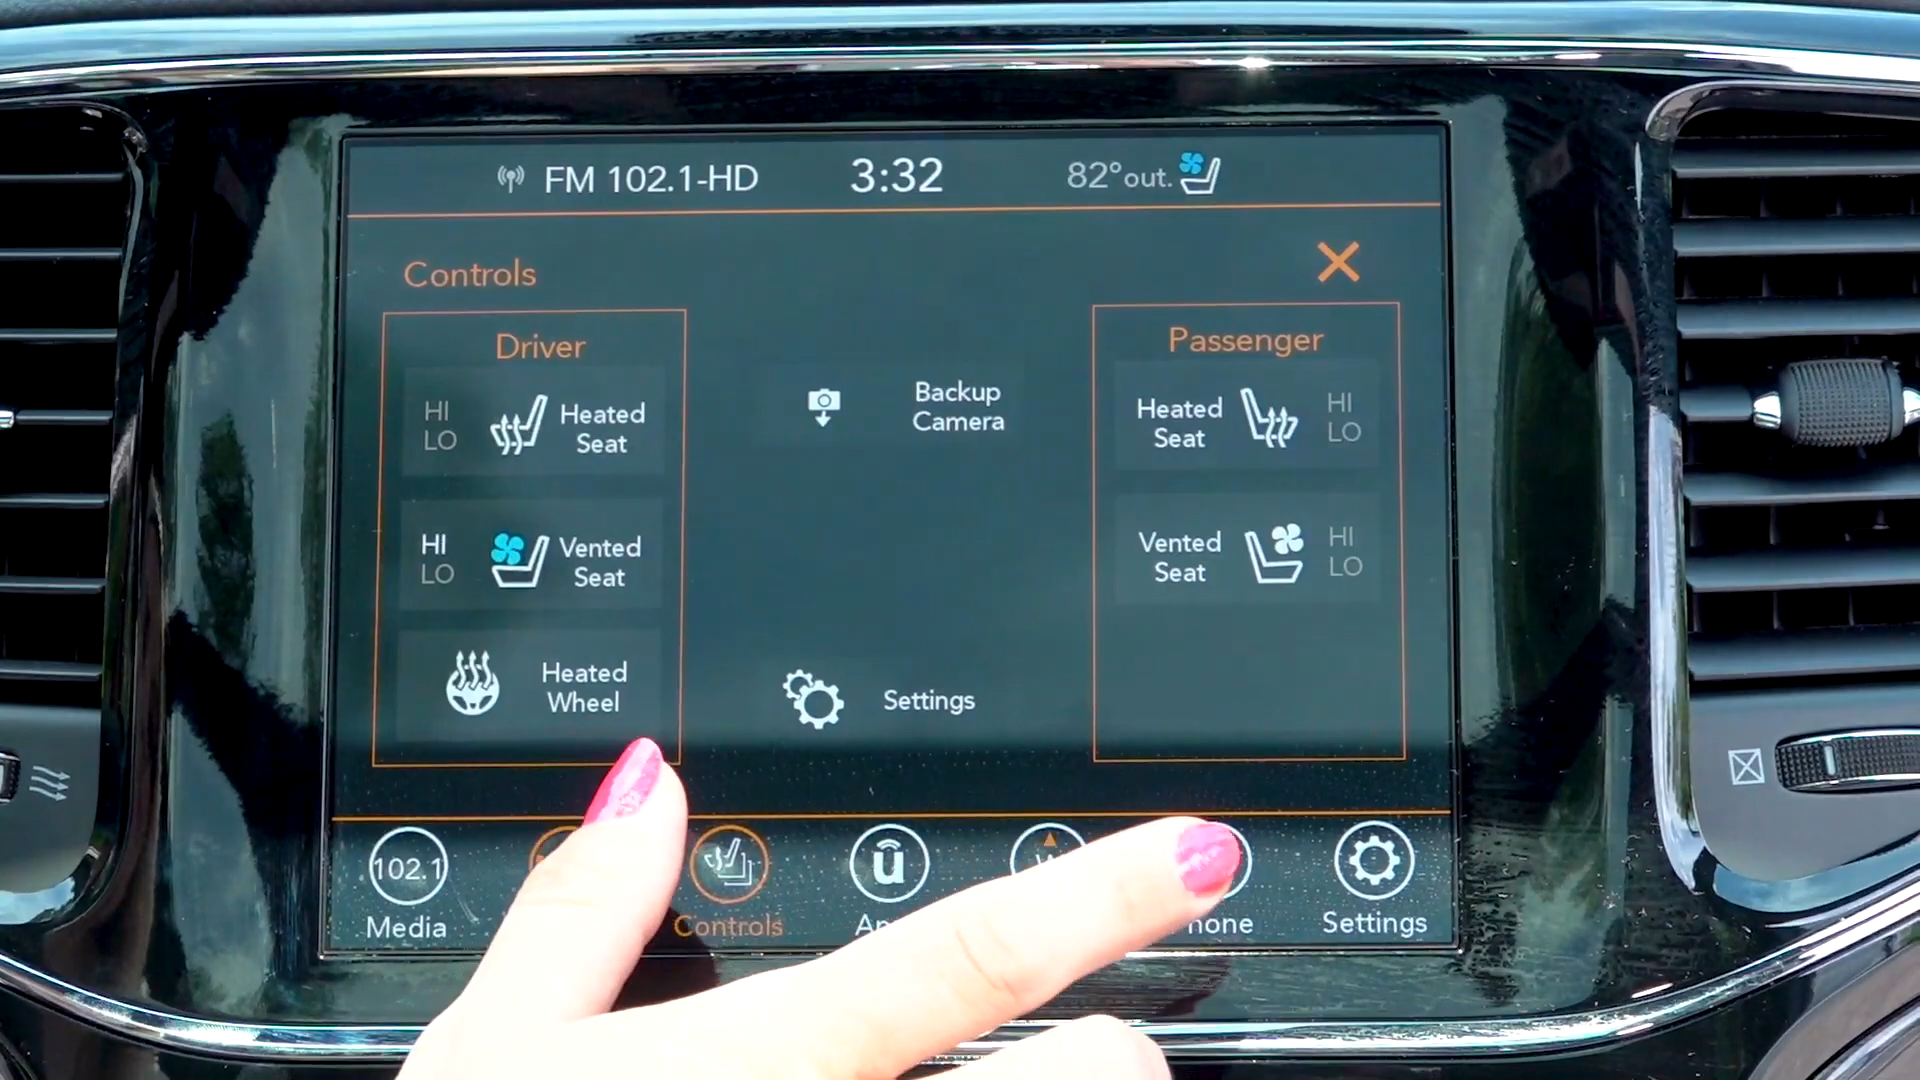 FM 102.1-HD
3:32
82°out.
Controls
Driver
HI
LO
Heated
Seat
HI
LO
Vented
Seat
Heated
Wheel
Backup
Camera
Settings
Passenger
Heated
Seat
HI
LO
Vented
Seat
HI
LO
102.1
Media
Controls
û
Settings